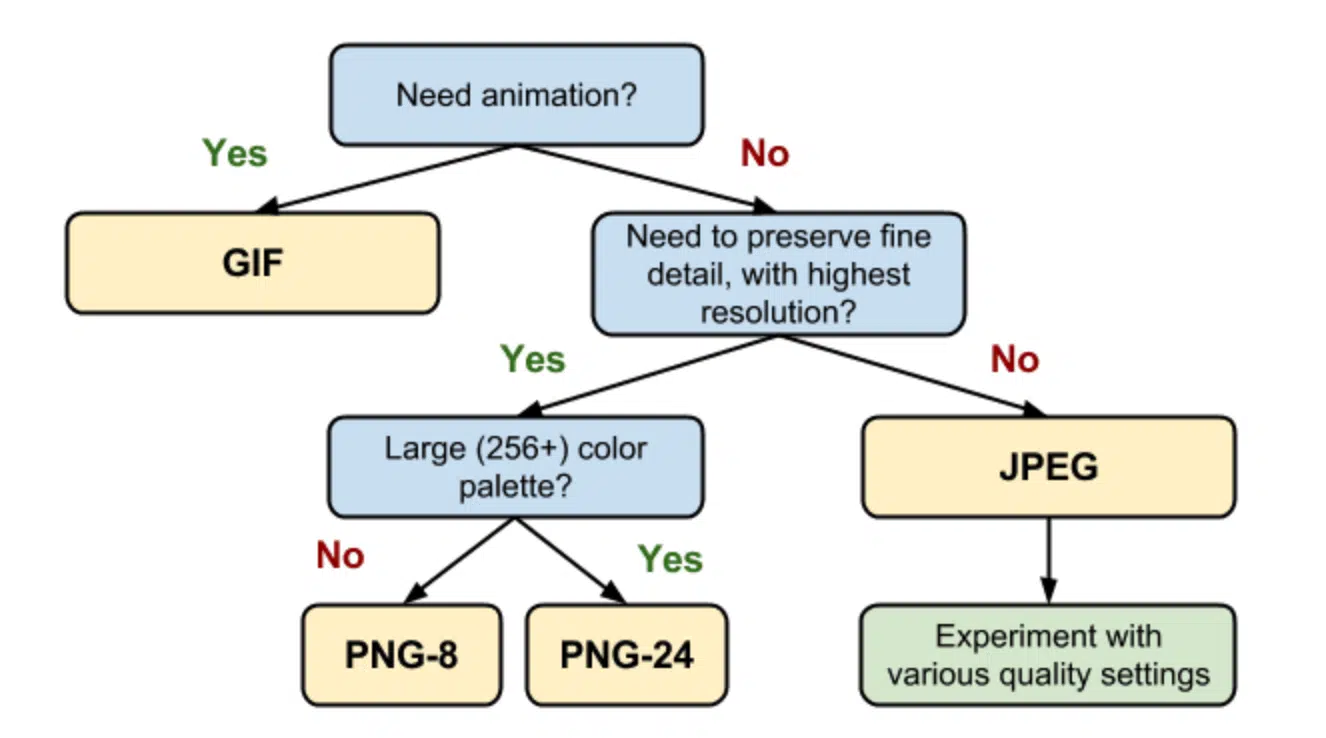 Need animation?
Yes
No
GIF
Need to preserve fine
detail, with highest
resolution?
Yes
No
Large (256+) color
palette?
JPEG
No
Yes
PNG-8
PNG-24
Experiment with
various quality settings